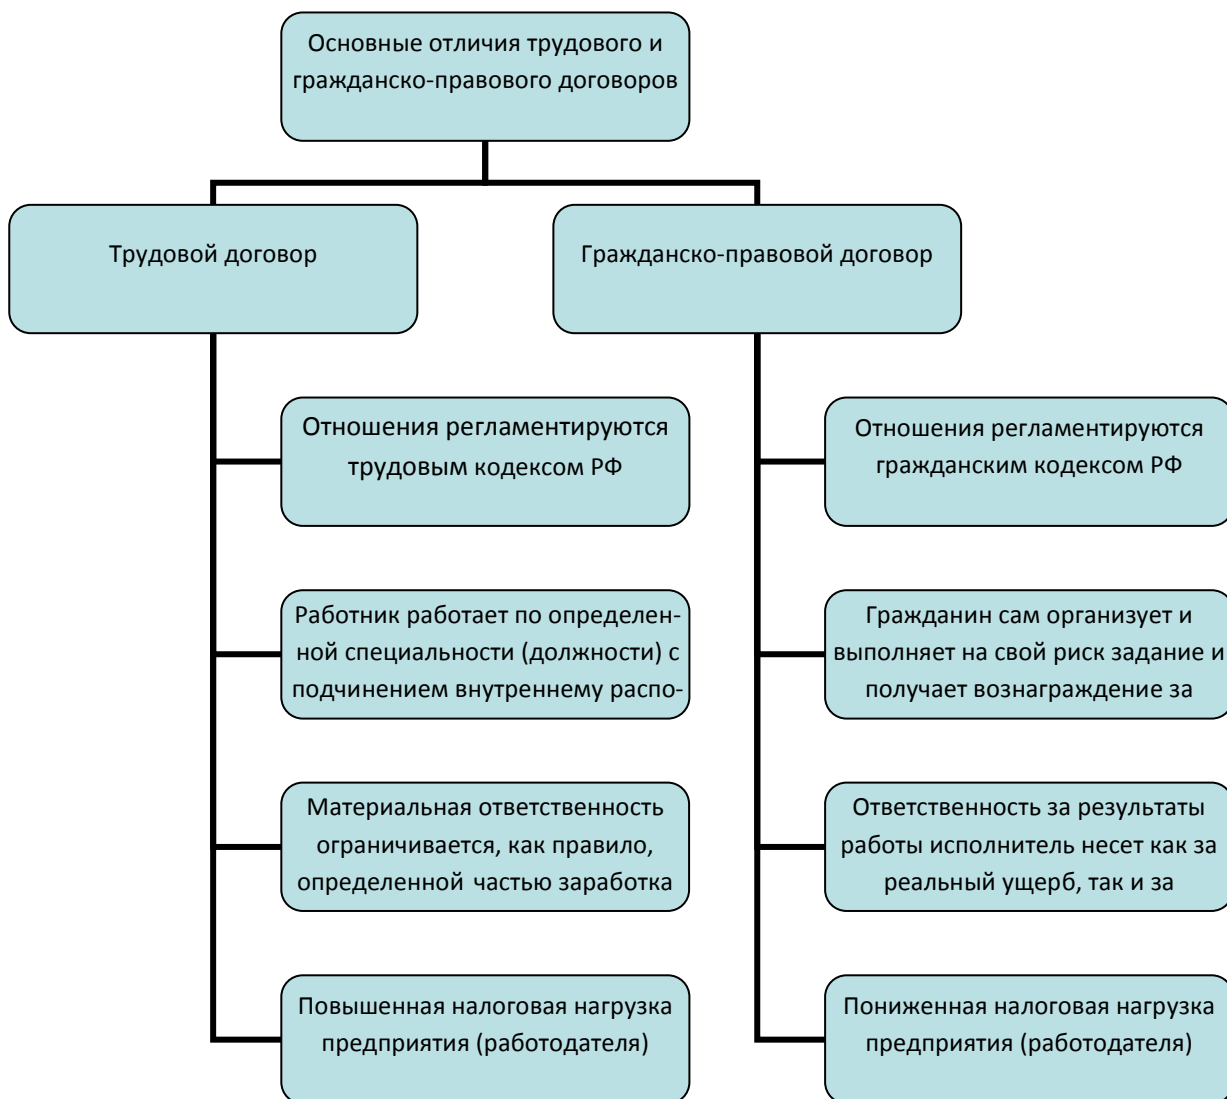 Основные отличия трудового и
гражданско-правового договоров
Трудовой договор
Гражданско-правовой договор
Отношения регламентируются
трудовым кодексом РФ
Отношения регламентируются
гражданским кодексом РФ
Работник работает по определен-
ной специальности (должности) с
подчинением внутреннему распо-
Гражданин сам организует и
выполняет на свой риск задание и
получает вознаграждение за
Материальная ответственность
ограничивается, как правило,
определенной частью заработка
Ответственность за результаты
работы исполнитель несет как за
реальный ущерб, так и за
Повышенная налоговая нагрузка
предприятия (работодателя)
Пониженная налоговая нагрузка
предприятия (работодателя)